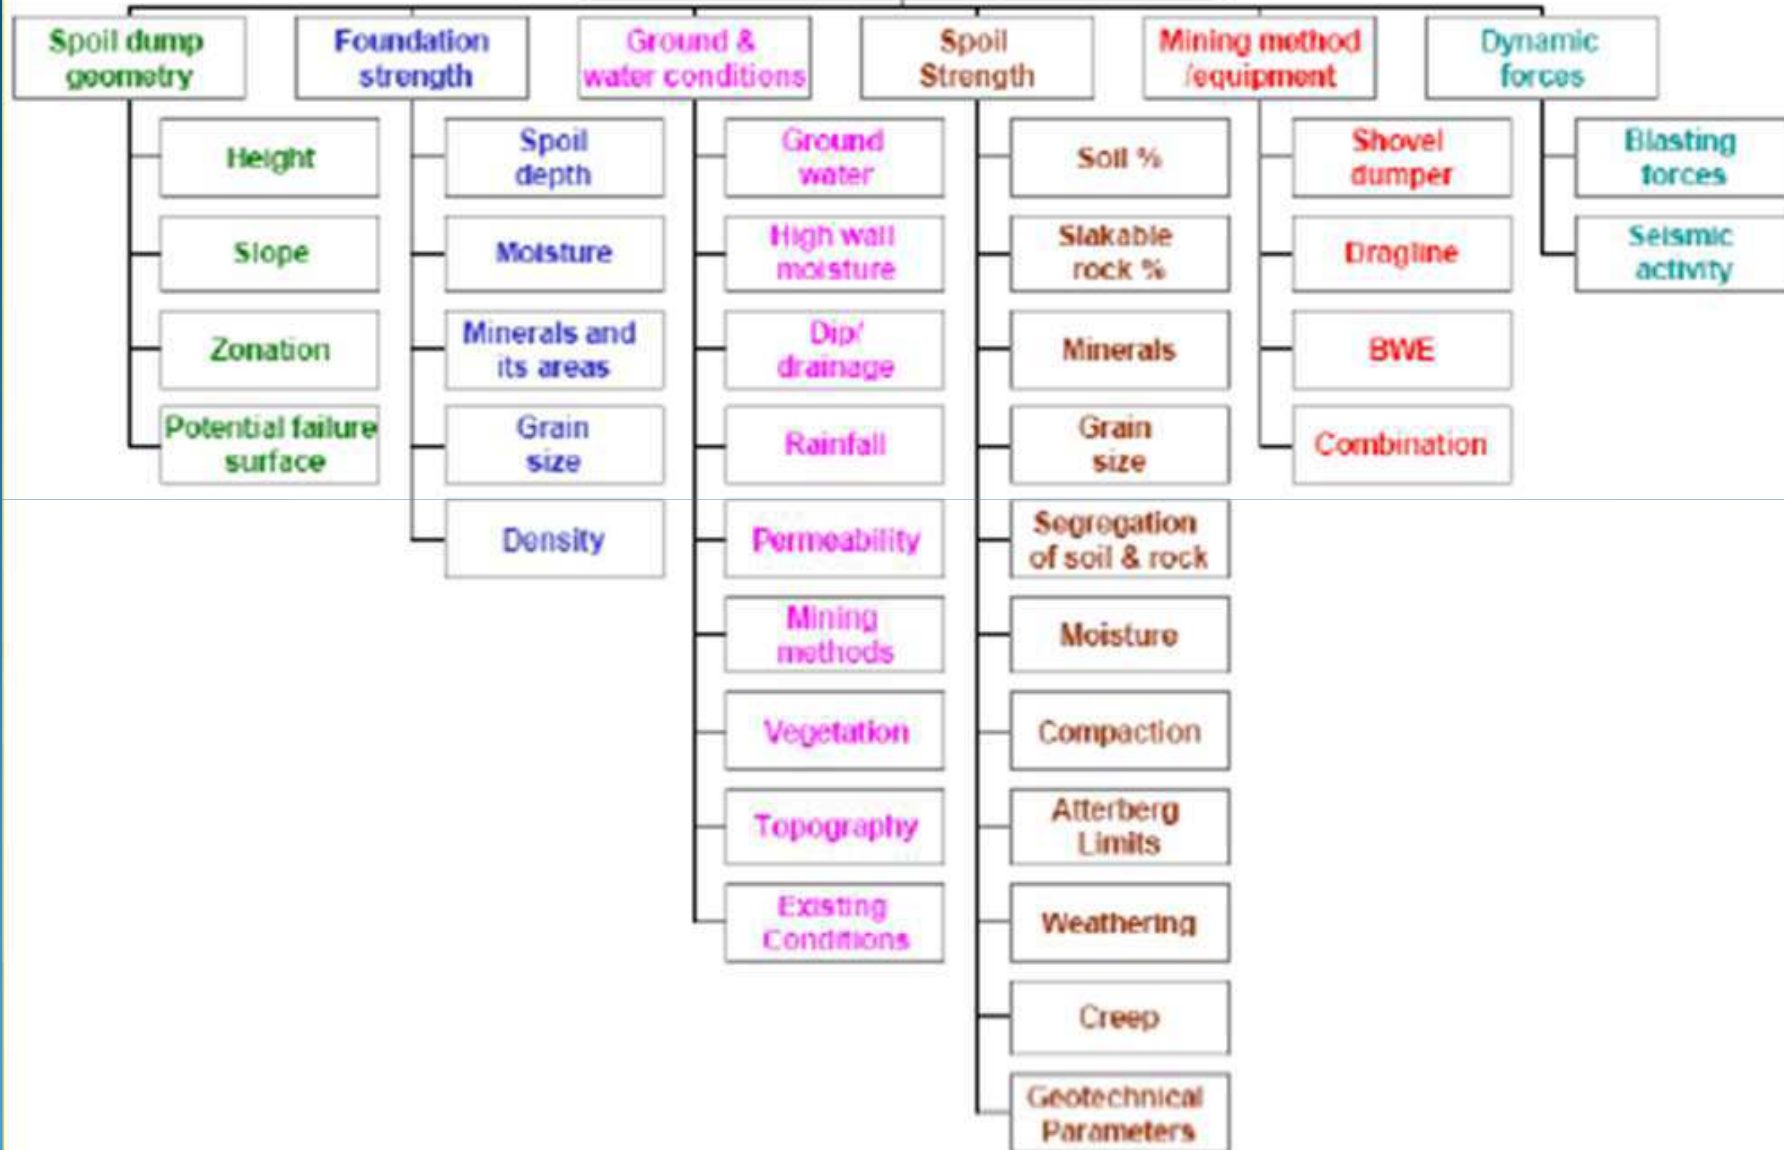 Spoil dump
geometry
Height
Slope
Zonation
Potential failure
surface
Foundation
strength
Spoil
depth
Moisture
Minerals and
its areas
Grain
size
Density
Ground &
water conditions
Ground
water
High wall
moisture
Dip/
drainage
Rainfall
Permeability
Mining
methods
Vegetation
Topography
Existing
Conditions
Spoil
Strength
Soil %
Slakable
rock %
Minerals
Grain
size
Segregation
of soil & rock
Moisture
Compaction
Atterberg
Limits
Weathering
Creep
Geotechnical
Parameters
Mining method
/equipment
Shovel
dumper
Dragline
BWE
Combination
Dynamic
forces
Blasting
forces
Seismic
activity